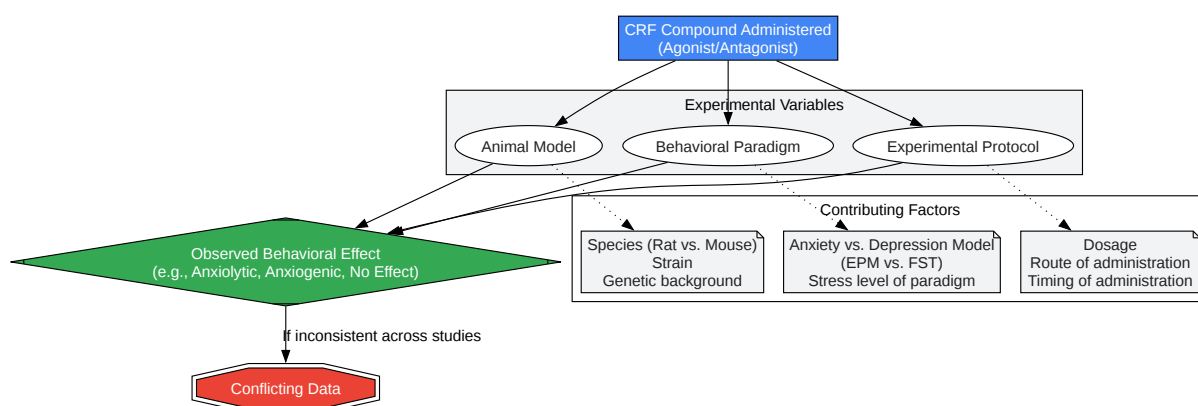 CRF Compound Administered
(Agonist/Antagonist)
Experimental Variables
Animal Model
Behavioral Paradigm
Experimental Protocol
Contributing Factors
Species (Rat vs. Mouse)
Strain
Genetic background
Anxiety vs. Depression Model
(EPM vs. FST)
Stress level of paradigm
Dosage
Route of administration
Timing of administration
Observed Behavioral Effect
(e.g., Anxiolytic, Anxiogenic, No Effect)
If inconsistent across studies
Conflicting Data